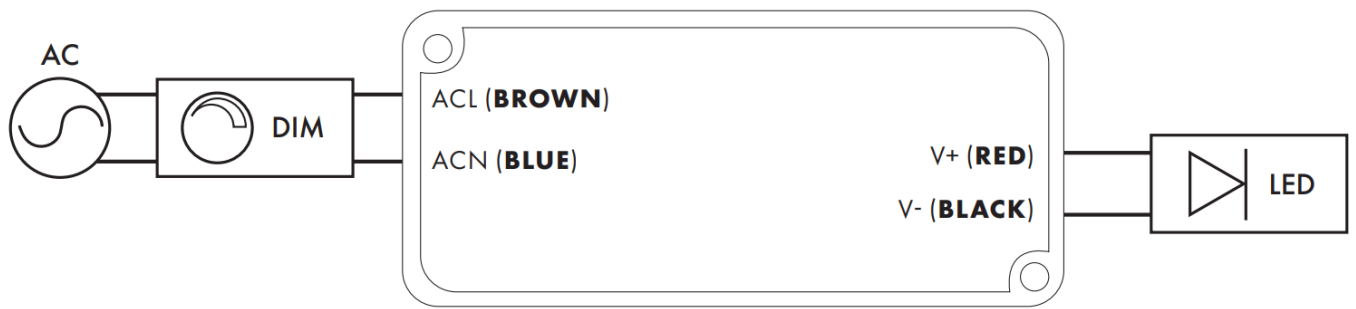 AC
DIM
ACL (BROWN)
ACN (BLUE)
V+ (RED)
V- (BLACK)
LED